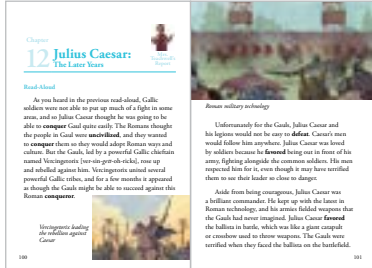 Chapter
12 Julius Caesar:
The Later Years
Read-Aloud
As you heard in the previous read-aloud, Gallic
soldiers were not able to put up much of a fight in some
areas, and so Julius Caesar thought he was going to be
able to conquer Gaul quite easily. The Romans thought
the people in Gaul were uncivilized, and they wanted
to conquer them so they would adopt Roman ways and
culture. But the Gauls, led by a powerful Gallic chieftain
named Vercingetorix [ver-sin-get-oh-ricks], rose up
and rebelled against him. Vercingetorix united several
powerful Gallic tribes, and for a few months it appeared
as though the Gauls might be able to succeed against this
Roman conqueror.
Vercingetorix leading
the rebellion against
Caesar
100
Roman military technology
Unfortunately for the Gauls, Julius Caesar and
his legions would not be easy to defeat. Caesar's men
would follow him anywhere. Julius Caesar was loved
by soldiers because he favored being out in front of his
army, fighting alongside the common soldiers. His men
respected him for it, even though it may have terrified
them to see their leader so close to danger.
Aside from being courageous, Julius Caesar was
a brilliant commander. He kept up with the latest in
Roman technology, and his armies fielded weapons that
the Gauls had never imagined. Julius Caesar favored
the ballista in battle, which was like a giant catapult
or crossbow used to throw weapons. The Gauls were
terrified when they faced the ballista on the battlefield.
101